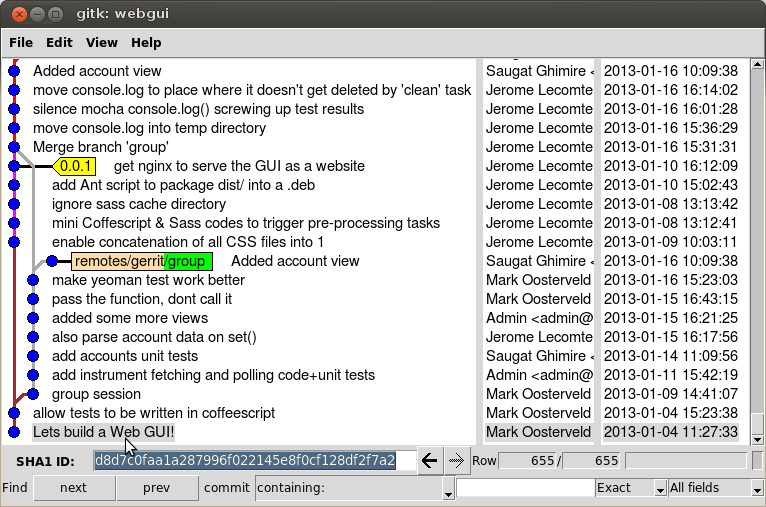 gitk: webgui
File Edit View Help
Added account view Saugat Ghimire < 2013-01-16 10:09:38
move console.log to place where it doesn't get deleted by 'clean' task Jerome Lecomte 2013-01-16 16:14:02
silence mocha console.log() screwing up test results Jerome Lecomte 2013-01-16 16:01:28
move console.log into temp directory Jerome Lecomte 2013-01-16 15:36:29
Merge branch 'group' Jerome Lecomte 2013-01-16 15:31:31
0.0.1 get nginx to serve the GUI as a website Jerome Lecomte 2013-01-10 16:12:09
add Ant script to package dist/ into a .deb Jerome Lecomte 2013-01-10 15:02:43
ignore sass cache directory Jerome Lecomte 2013-01-08 13:13:42
mini Coffescript & Sass codes to trigger pre-processing tasks Jerome Lecomte 2013-01-08 13:12:41
enable concatenation of all CSS files into 1 Jerome Lecomte 2013-01-09 10:03:11
remotes/gerrit/group Added account view Saugat Ghimire < 2013-01-16 10:09:38
make yeoman test work better Mark Oosterveld 2013-01-16 15:23:03
pass the function, dont call it Mark Oosterveld 2013-01-15 16:43:15
added some more views Admin <admin@ 2013-01-15 16:21:25
also parse account data on set() Jerome Lecomte 2013-01-15 16:17:56
add accounts unit tests Saugat Ghimire < 2013-01-14 11:09:56
add instrument fetching and polling code+unit tests Admin <admin@ 2013-01-11 15:42:19
group session Mark Oosterveld 2013-01-09 14:41:07
allow tests to be written in coffeescript Mark Oosterveld 2013-01-04 15:23:38
Lets build a Web GUI! Mark Oosterveld 2013-01-04 11:27:33
SHA1 ID: d8d7c0faa1a287996f022145e8f0cf128df2f7a2 Row 655 / 655
Find next prev commit containing: Exact All fields